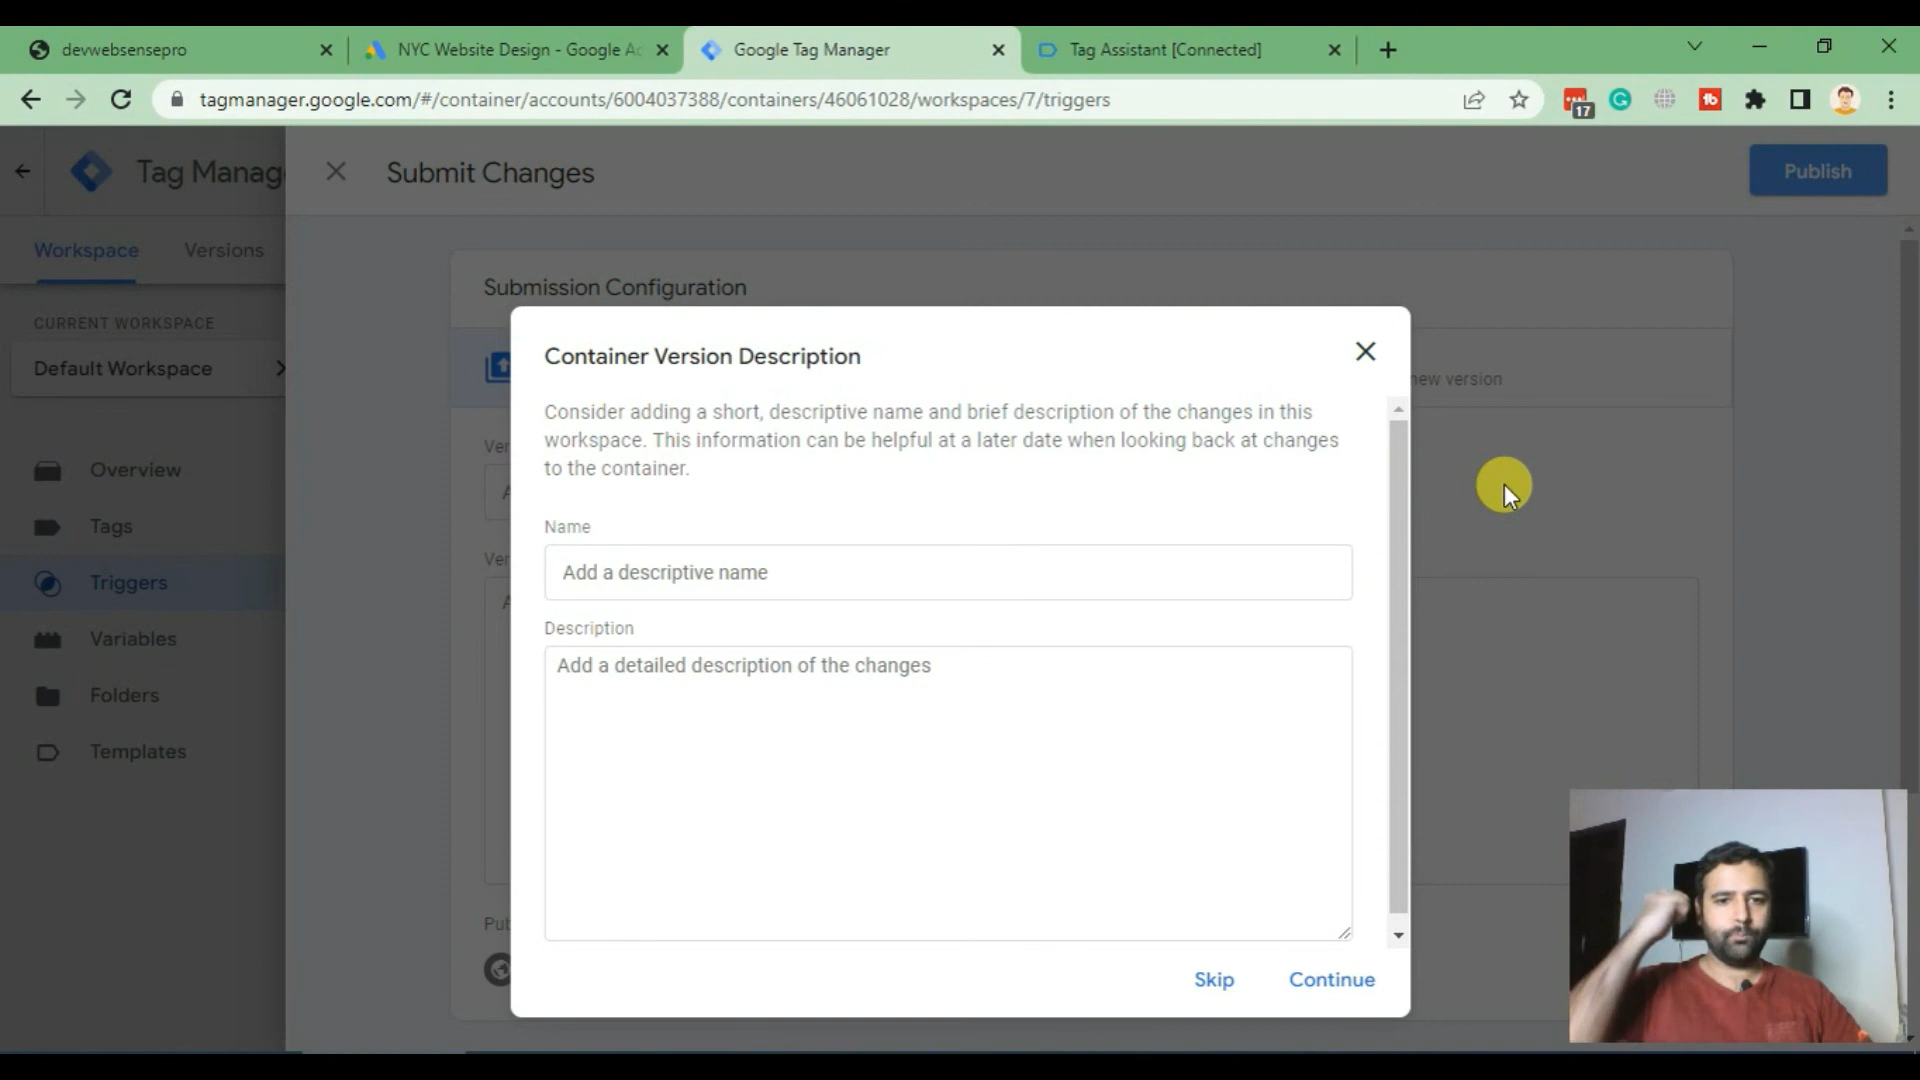 devwebsensepro
NYC Website Design - Google Ac
Google Tag Manager
Tag Assistant [Connected]
tagmanager.google.com/#/container/accounts/6004037388/containers/46061028/workspaces/7/triggers
17
Tag Manag
Submit Changes
Publish
Workspace
Versions
Submission Configuration
CURRENT WORKSPACE
Default Workspace
Container Version Description
new version
Consider adding a short, descriptive name and brief description of the changes in this
workspace. This information can be helpful at a later date when looking back at changes
to the container.
Ver
Overview
Tags
Name
Add a descriptive name
Ver
Triggers
Description
Variables
Add a detailed description of the changes
Folders
Templates
Pub
Skip
Continue